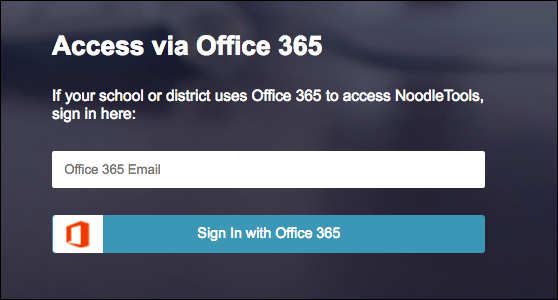 Access via Office 365
If your school or district uses Office 365 to access NoodleTools,
sign in here:
Office 365 Email
Sign In with Office 365